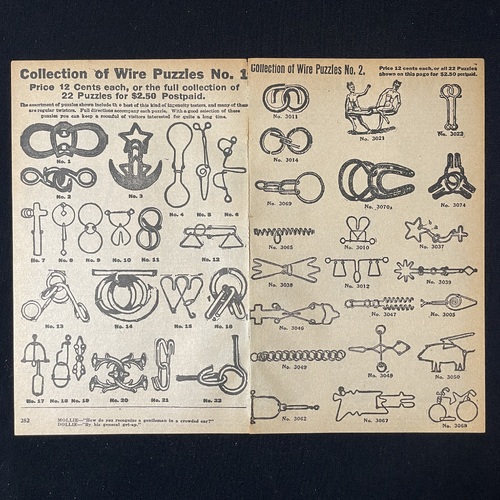 Collection of Wire Puzzles No. 1
Price 12 Cents each, or the full collection of
22 Puzzles for $2.50 Postpaid.
The assortment of puzzles shown include the best of this kind of ingenuity testers, and many of these
are regular twisters. Full directions accompany each puzzle. With a good selection of these
puzzles you can keep a roomful of visitors interested for quite a long time.
No. 1
No. 2
No. 3
No. 4
No. 5
No. 6
No. 7
No. 8
No. 9
No. 10
No. 11
No. 12
No. 13
No. 14
No. 15
No. 16
No. 17
No. 18
No. 19
No. 20
No. 21
No. 22
262
MOLLIE—"How do you recognize a gentleman in a crowded car?"
DOLLIE—"By his general get-up."
Collection of Wire Puzzles No. 2.
Price 12 cents each, or all 22 Puzzles
shown on this page for $2.50 postpaid.
No. 3011
No. 3021
No. 3023
No. 3014
No. 3069
No. 3070
No. 3074
No. 3065
No. 3010
No. 3037
No. 3038
No. 3012
No. 3039
No. 3040
No. 3047
No. 3005
No. 3049
No. 3048
No. 3050
No. 3062
No. 3067
No. 3068